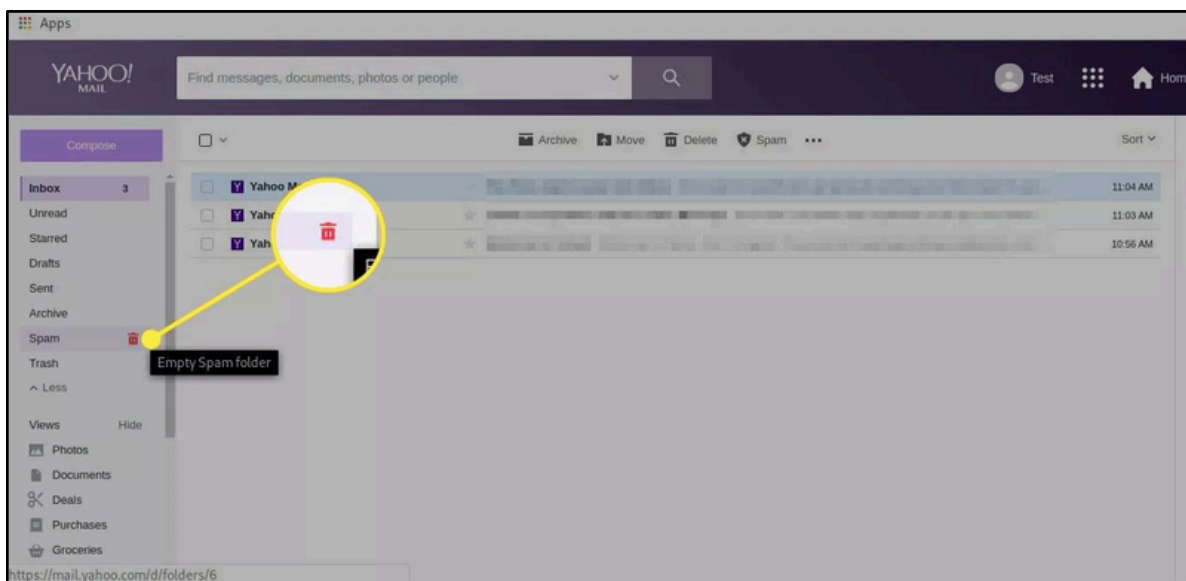 Apps
YAHOO!
MAIL
Find messages, documents, photos or people
Test
Hom
Compose
Archive Move Delete Spam
Sort
Inbox 3
Unread
Starred
Drafts
Sent
Archive
Spam
Trash
Less
Views Hide
Photos
Documents
Deals
Purchases
Groceries
Yahoo M
11:04 AM
Yaho
11:03 AM
Yah
10:56 AM
Empty Spam folder
https://mail.yahoo.com/d/folders/6